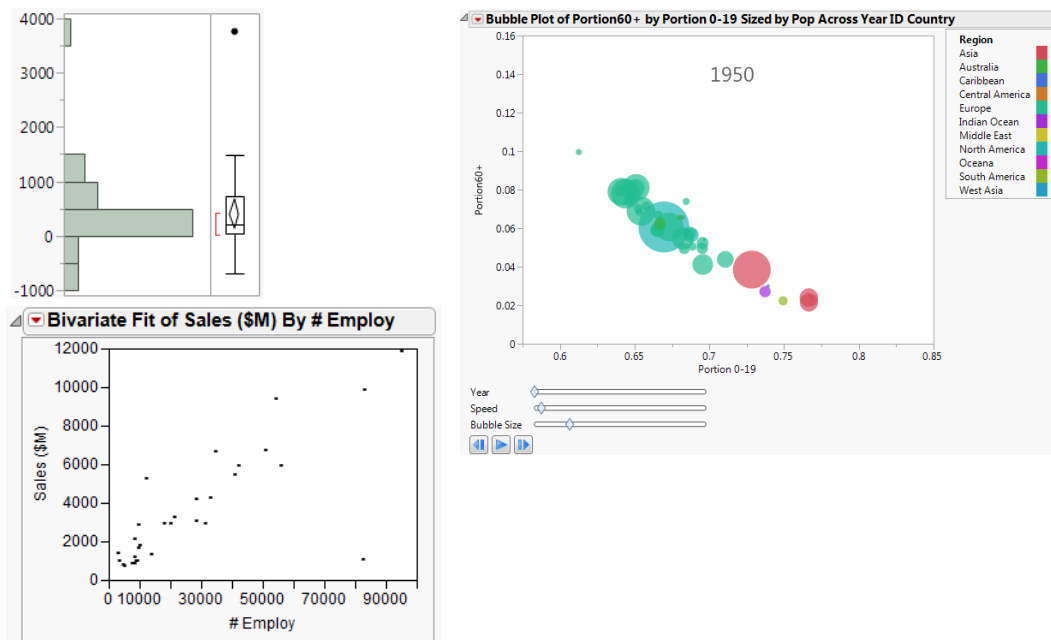 4000
3000
2000
1000
0
-1000
Bivariate Fit of Sales ($M) By # Employ
12000
10000
8000
6000
4000
2000
0
Sales ($M)
0 10000 30000 50000 70000 90000
# Employ
Bubble Plot of Portion60+ by Portion 0-19 Sized by Pop Across Year ID Country
0.16
0.14
0.12
0.1
0.08
0.06
0.04
0.02
0
Portion60+
1950
0.6 0.65 0.7 0.75 0.8 0.85
Portion 0-19
Region
Asia
Australia
Caribbean
Central America
Europe
Indian Ocean
Middle East
North America
Oceana
South America
West Asia
Year
Speed
Bubble Size